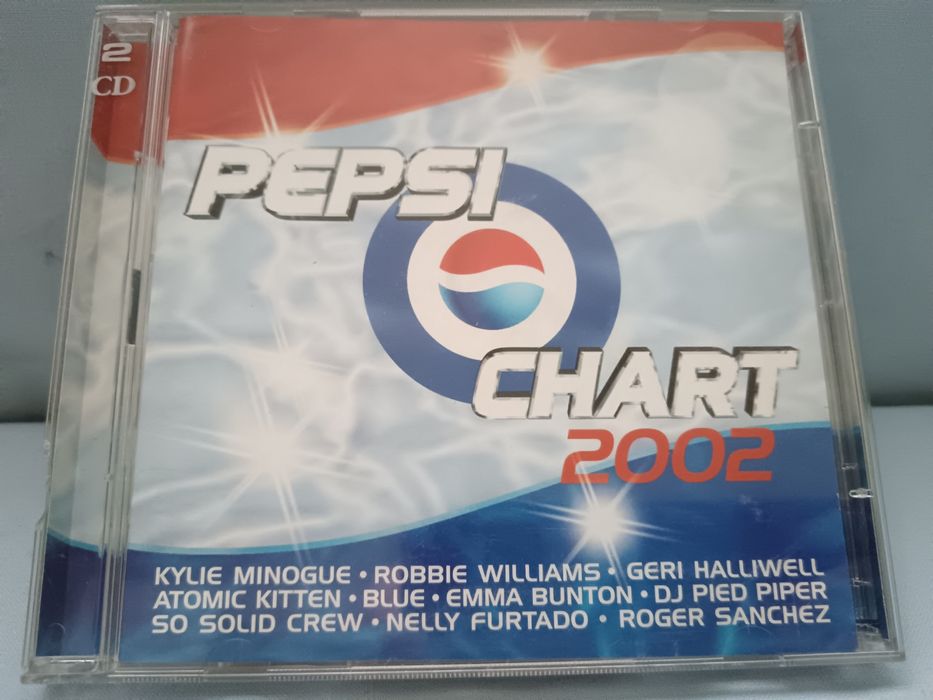 2
CD
PEPSI
CHART
2002
KYLIE MINOGUE • ROBBIE WILLIAMS • GERI HALLIWELL
ATOMIC KITTEN • BLUE • EMMA BUNTON • DJ PIED PIPER
SO SOLID CREW • NELLY FURTADO • ROGER SANCHEZ